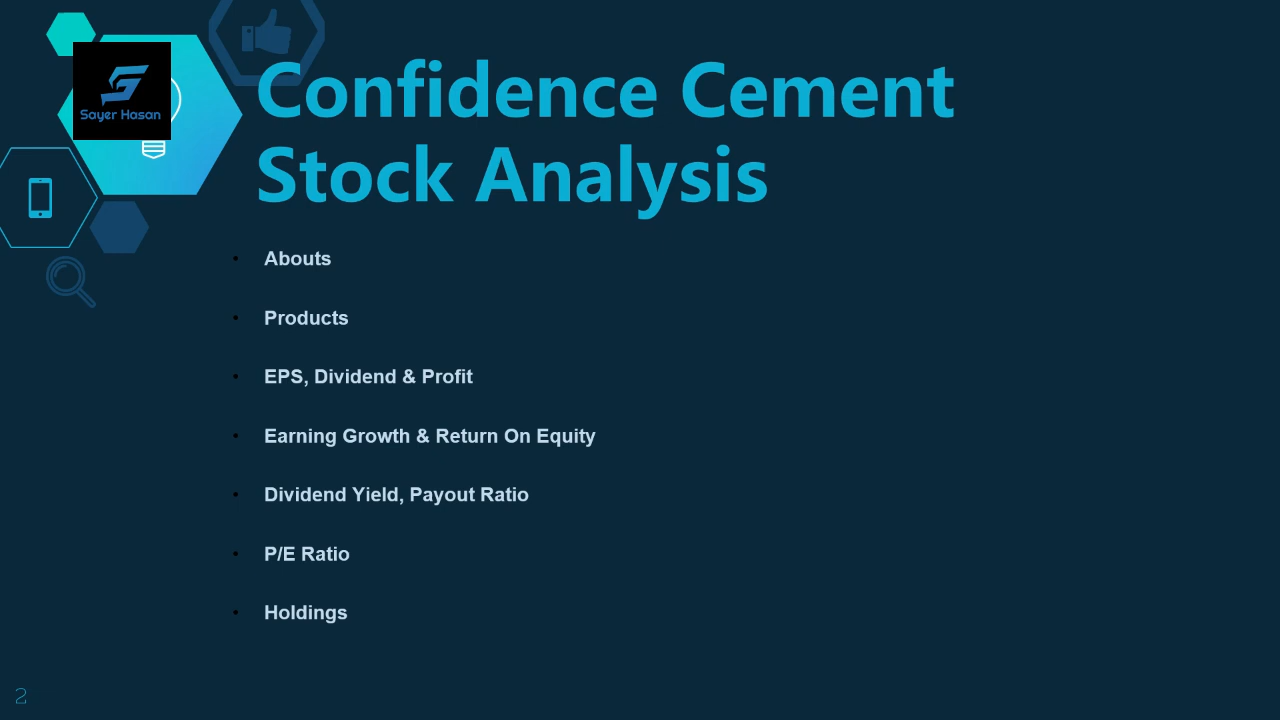 Sayer Hasan
Confidence Cement
Stock Analysis
• Abouts
• Products
• EPS, Dividend & Profit
• Earning Growth & Return On Equity
• Dividend Yield, Payout Ratio
• P/E Ratio
• Holdings
2